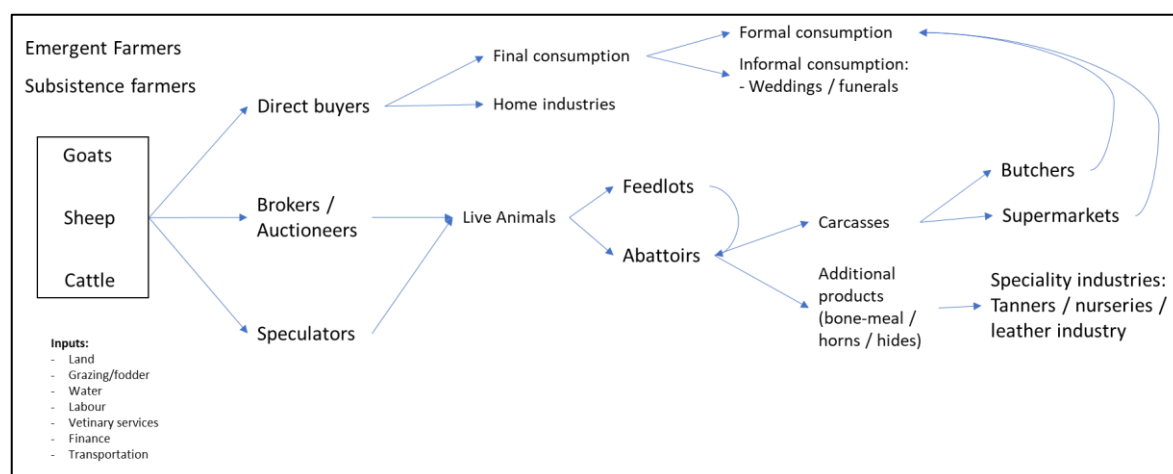 Emergent Farmers
Subsistence farmers
Goats
Sheep
Cattle
Inputs:
- Land
- Grazing/fodder
- Water
- Labour
- Vetinary services
- Finance
- Transportation
Direct buyers
Brokers /
Auctioneers
Speculators
Final consumption
Home industries
Live Animals
Formal consumption
Informal consumption:
- Weddings / funerals
Feedlots
Abattoirs
Carcasses
Additional
products
(bone-meal /
horns / hides)
Butchers
Supermarkets
Speciality industries:
Tanners / nurseries /
leather industry